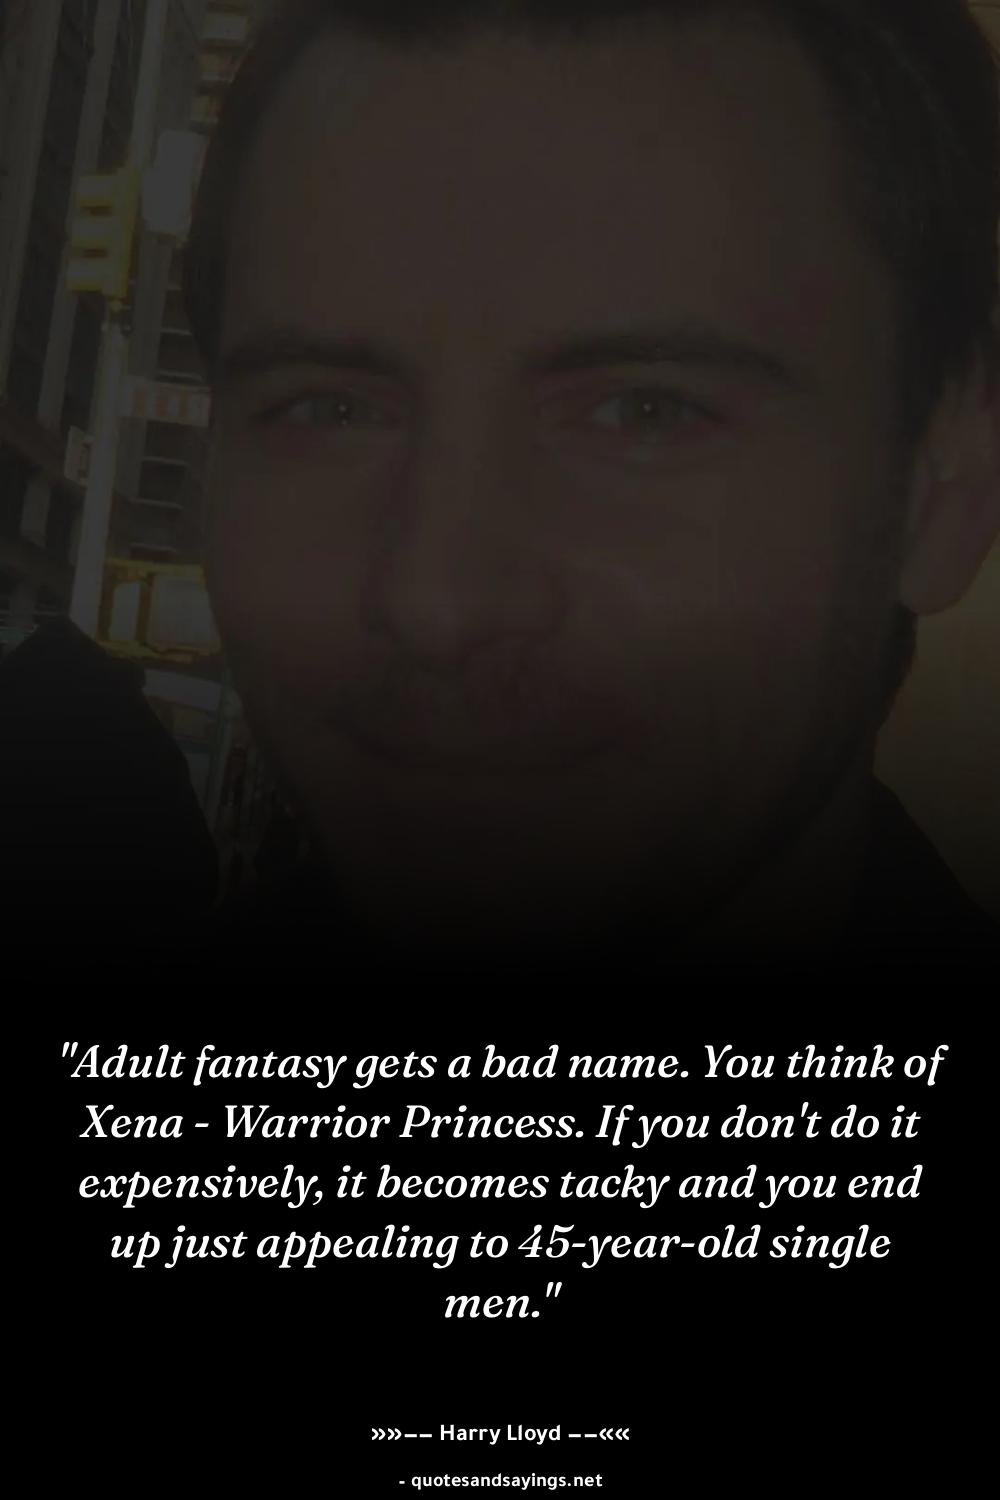 "Adult fantasy gets a bad name. You think of
Xena - Warrior Princess. If you don't do it
expensively, it becomes tacky and you end
up just appealing to 45-year-old single
men."
»»–– Harry Lloyd ––««
- quotesandsayings.net